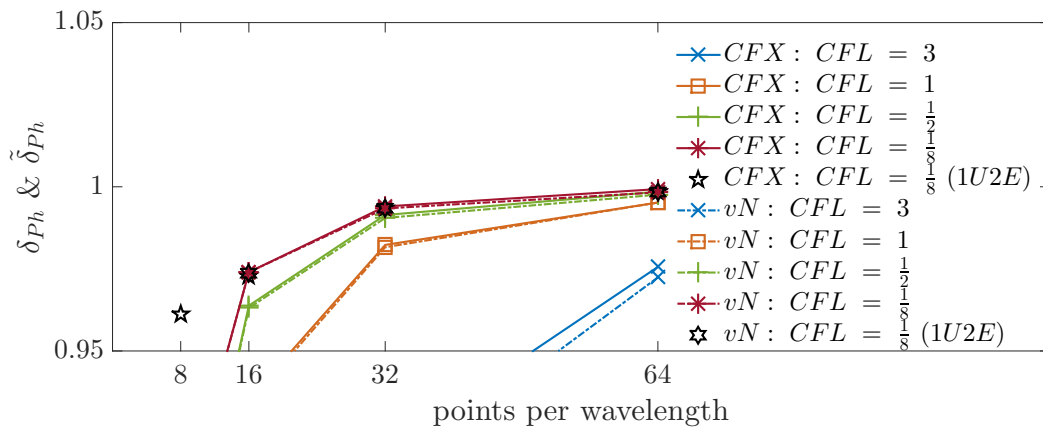 1.05
1
0.95
δ_Ph & δ̃_Ph
8 16 32 64
points per wavelength
CFX : CFL = 3
CFX : CFL = 1
CFX : CFL = 1/2
CFX : CFL = 1/8
CFX : CFL = 1/8 (1U2E)
vN : CFL = 3
vN : CFL = 1
vN : CFL = 1/2
vN : CFL = 1/8
vN : CFL = 1/8 (1U2E)